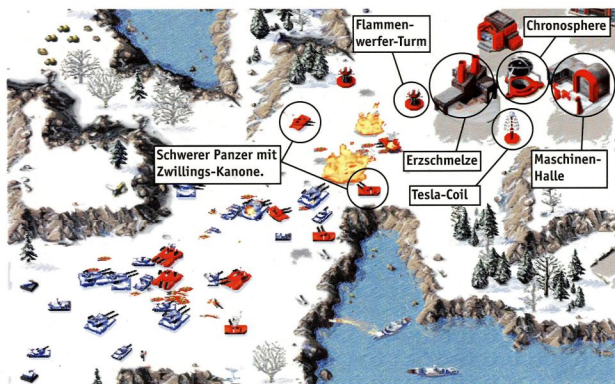 Flammen-
werfer-Turm
Chronosphere
Schwerer Panzer mit
Zwillings-Kanone.
Erzschmelze
Tesla-Coil
Maschinen-
Halle